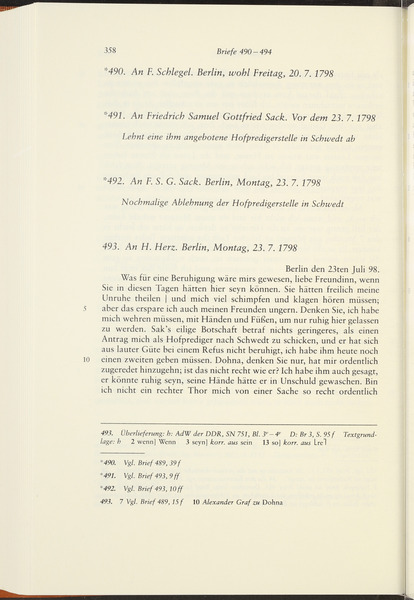 358
Briefe 490 – 494
*490. An F. Schlegel. Berlin, wohl Freitag, 20. 7. 1798
*491. An Friedrich Samuel Gottfried Sack. Vor dem 23. 7. 1798
Lehnt eine ihm angebotene Hofpredigerstelle in Schwedt ab
*492. An F. S. G. Sack. Berlin, Montag, 23. 7. 1798
Nochmalige Ablehnung der Hofpredigerstelle in Schwedt
493. An H. Herz. Berlin, Montag, 23. 7. 1798
Berlin den 23ten Juli 98.
Was für eine Beruhigung wäre mirs gewesen, liebe Freundinn, wenn
Sie in diesen Tagen hätten hier seyn können. Sie hätten freilich meine
Unruhe theilen | und mich viel schimpfen und klagen hören müssen;
5 aber das erspare ich auch meinen Freunden ungern. Denken Sie, ich habe
mich wehren müssen, mit Händen und Füßen, um nur ruhig hier gelassen
zu werden. Sak's eilige Botschaft betraf nichts geringeres, als einen
Antrag mich als Hofprediger nach Schwedt zu schicken, und er hat sich
aus lauter Güte bei einem Refus nicht beruhigt, ich habe ihm heute noch
10 einen zweiten geben müssen. Dohna, denken Sie nur, hat mir ordentlich
zugeredet hinzugehn; ist das nicht recht wie er? Ich habe ihm auch gesagt,
er könnte ruhig seyn, seine Hände hätte er in Unschuld gewaschen. Bin
ich nicht ein rechter Thor mich von einer Sache so recht ordentlich
493. Überlieferung: h: AdW der DDR, SN 751, Bl. 3ʳ–4ʳ D: Br 3, S. 95 f Textgrund-
lage: h 2 wenn] Wenn 3 seyn] korr. aus sein 13 so] korr. aus ⌊re⌉
*490. Vgl. Brief 489, 39 f
*491. Vgl. Brief 493, 9 ff
*492. Vgl. Brief 493, 10 ff
493. 7 Vgl. Brief 489, 15 f 10 Alexander Graf zu Dohna